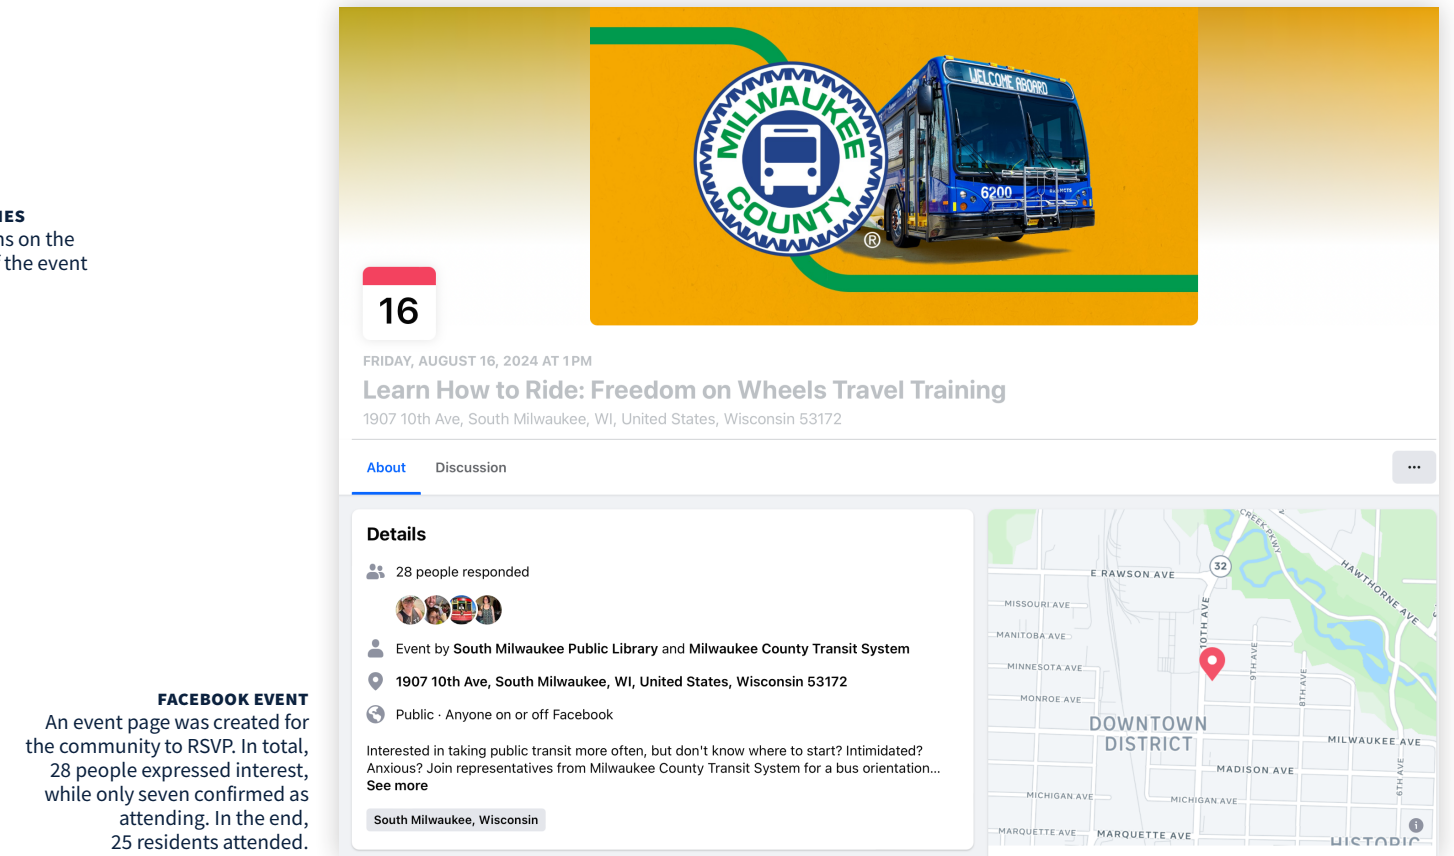 IES
ns on the
the event
FACEBOOK EVENT
An event page was created for
the community to RSVP. In total,
28 people expressed interest,
while only seven confirmed as
attending. In the end,
25 residents attended.
MILWAUKEE
COUNTY
®
WELCOME ABOARD
6200
16
FRIDAY, AUGUST 16, 2024 AT 1 PM
Learn How to Ride: Freedom on Wheels Travel Training
1907 10th Ave, South Milwaukee, WI, United States, Wisconsin 53172
About Discussion
...
Details
28 people responded
Event by South Milwaukee Public Library and Milwaukee County Transit System
1907 10th Ave, South Milwaukee, WI, United States, Wisconsin 53172
Public · Anyone on or off Facebook
Interested in taking public transit more often, but don't know where to start? Intimidated?
Anxious? Join representatives from Milwaukee County Transit System for a bus orientation...
See more
South Milwaukee, Wisconsin
CREEK PKWY
32
E RAWSON AVE
HAWTHORNE AVE
MISSOURI AVE
10TH AVE
MANITOBA AVE
9TH AVE
MINNESOTA AVE
8TH AVE
MONROE AVE
DOWNTOWN
DISTRICT
MILWAUKEE AVE
MADISON AVE
6TH AVE
MICHIGAN AVE
MICHIGAN AVE
MARQUETTE AVE
MARQUETTE AVE
HISTORIC